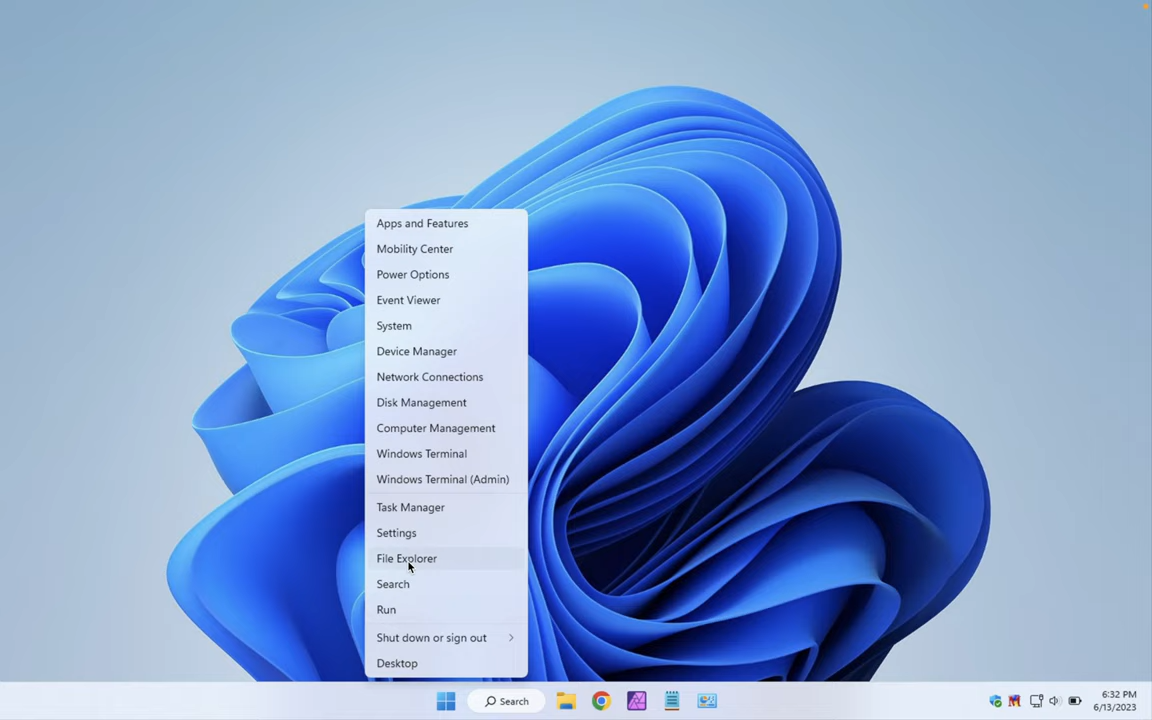 Apps and Features
Mobility Center
Power Options
Event Viewer
System
Device Manager
Network Connections
Disk Management
Computer Management
Windows Terminal
Windows Terminal (Admin)
Task Manager
Settings
File Explorer
Search
Run
Shut down or sign out
Desktop
Search
6:32 PM
6/13/2023